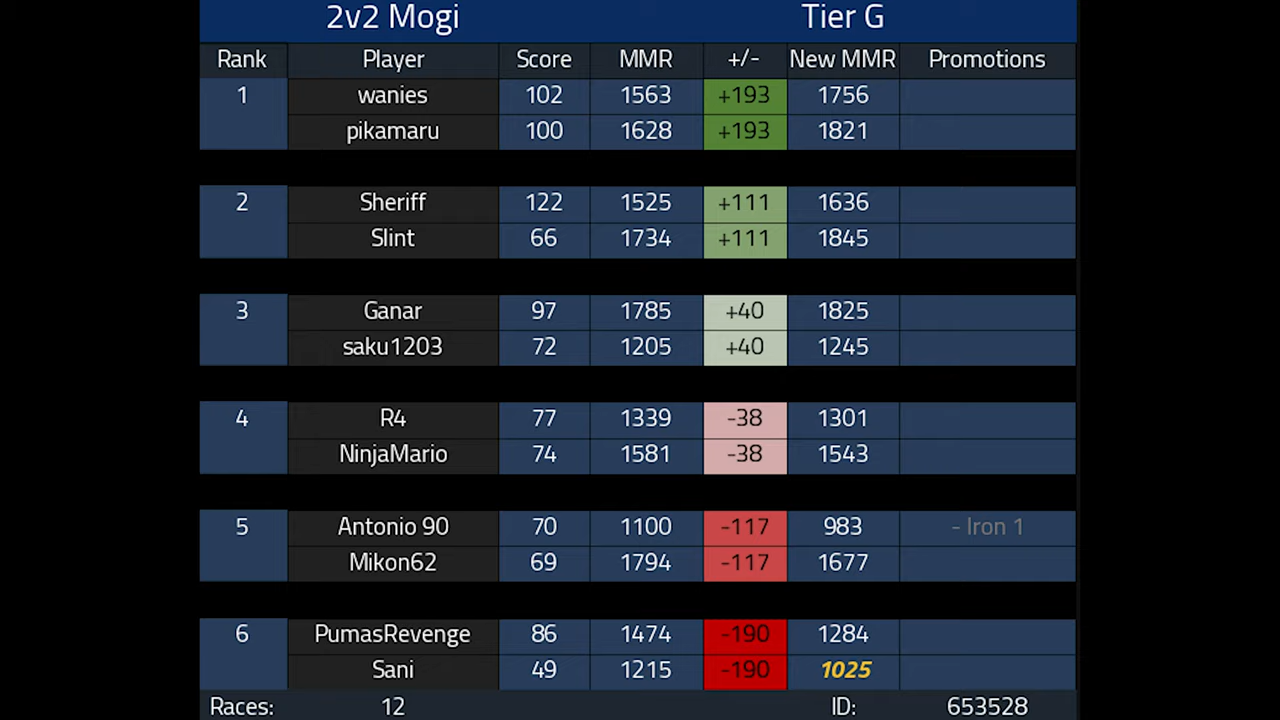 2v2 Mogi Tier G
Rank Player Score MMR +/- New MMR Promotions
1 wanies 102 1563 +193 1756
pikamaru 100 1628 +193 1821
2 Sheriff 122 1525 +111 1636
Slint 66 1734 +111 1845
3 Ganar 97 1785 +40 1825
saku1203 72 1205 +40 1245
4 R4 77 1339 -38 1301
NinjaMario 74 1581 -38 1543
5 Antonio 90 70 1100 -117 983 - Iron 1
Mikon62 69 1794 -117 1677
6 PumasRevenge 86 1474 -190 1284
Sani 49 1215 -190 1025
Races: 12 ID: 653528